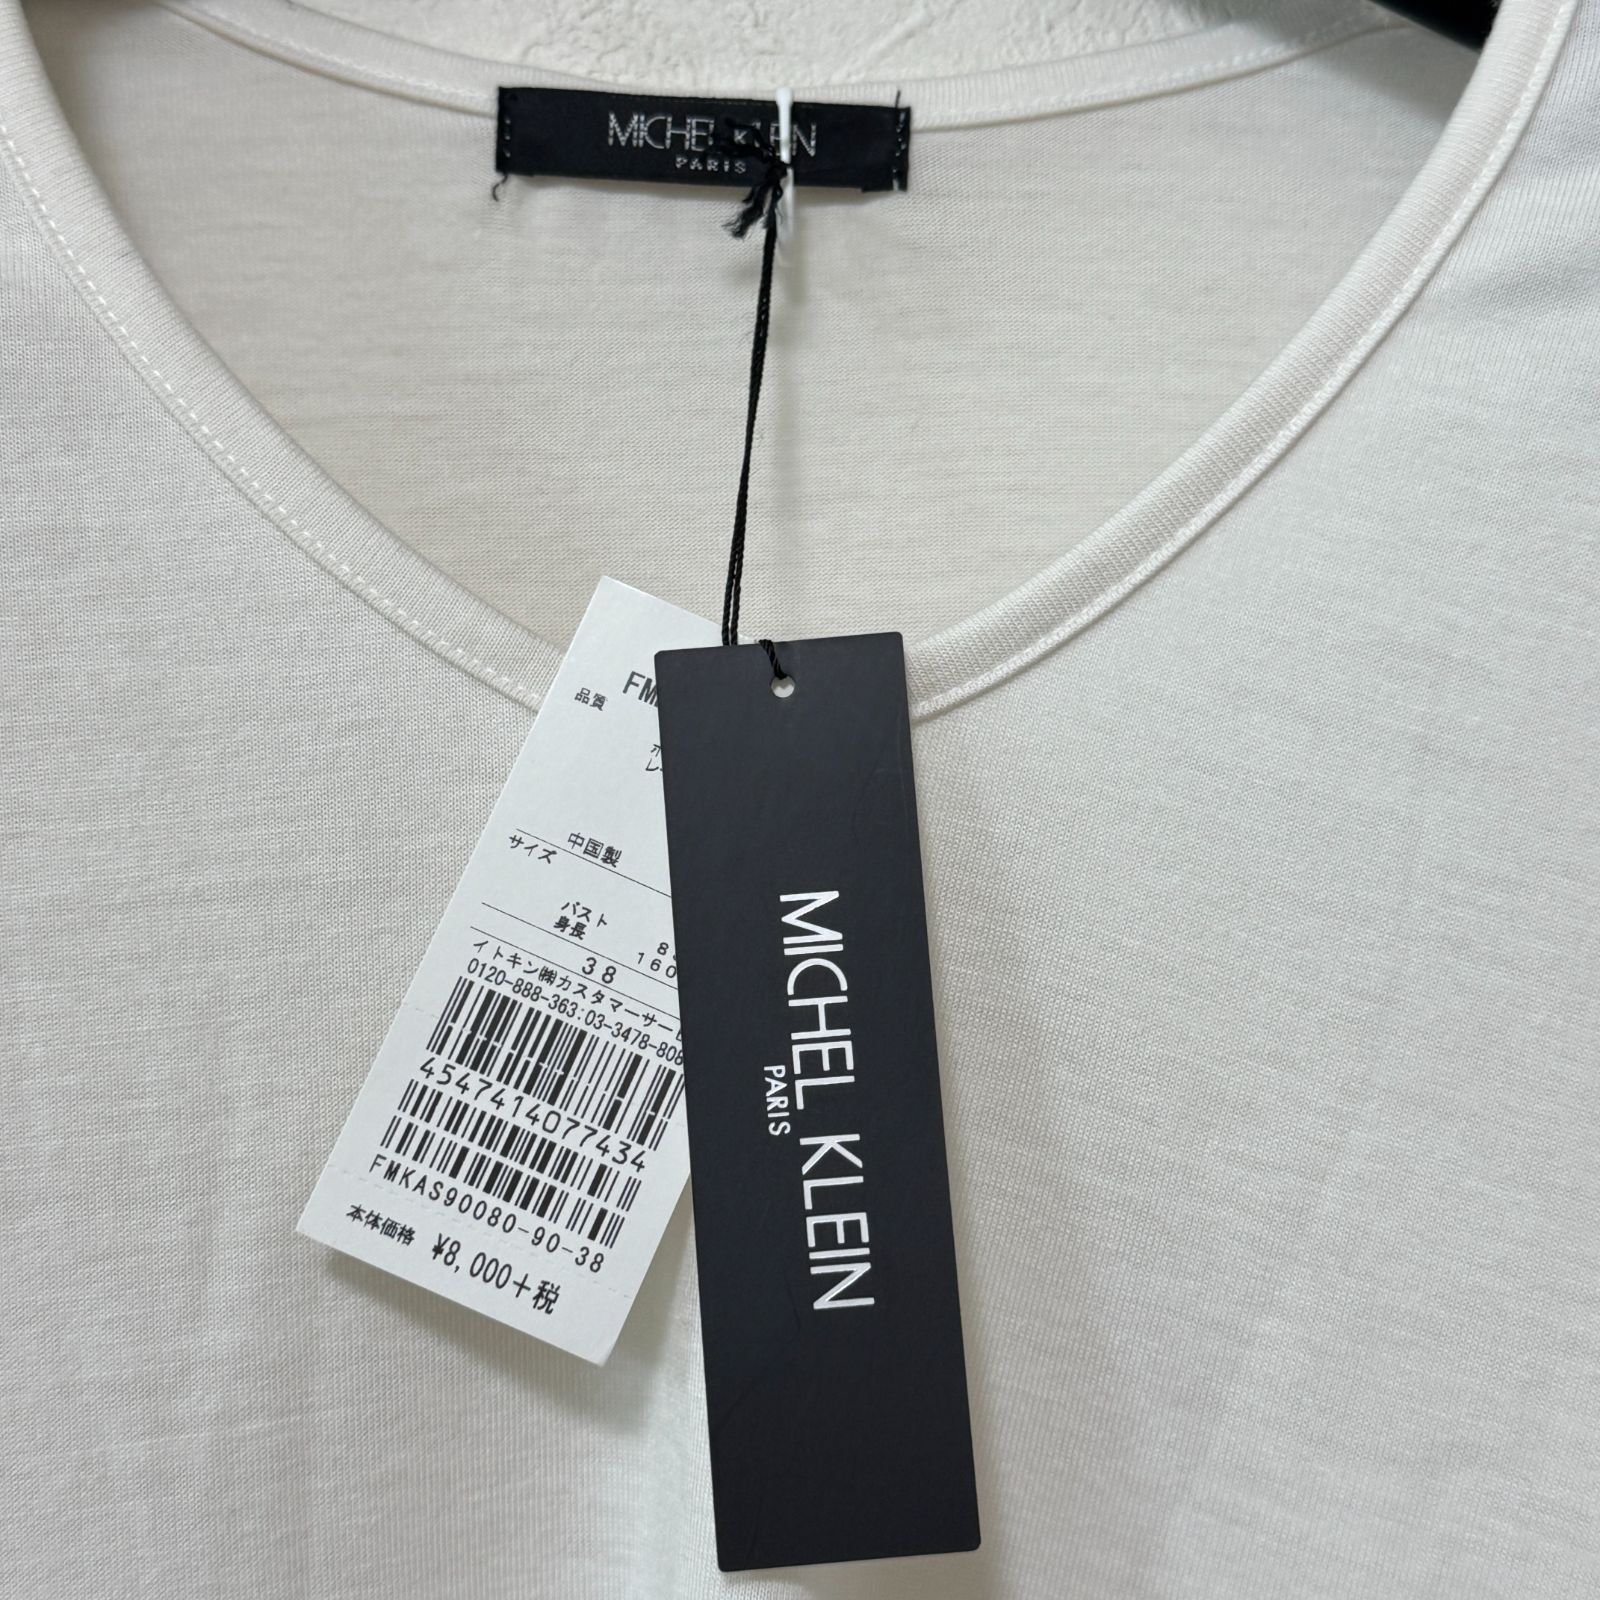 MICHEL KLEIN
PARIS
品質
中国製
サイズ
バスト
身長
160
38
イトキン㈱カスタマーサー
0120-888-363:03-3478-808
4547414077434
FMKAS90080-90-38
本体価格 ¥8,000+税
MICHEL KLEIN
PARIS